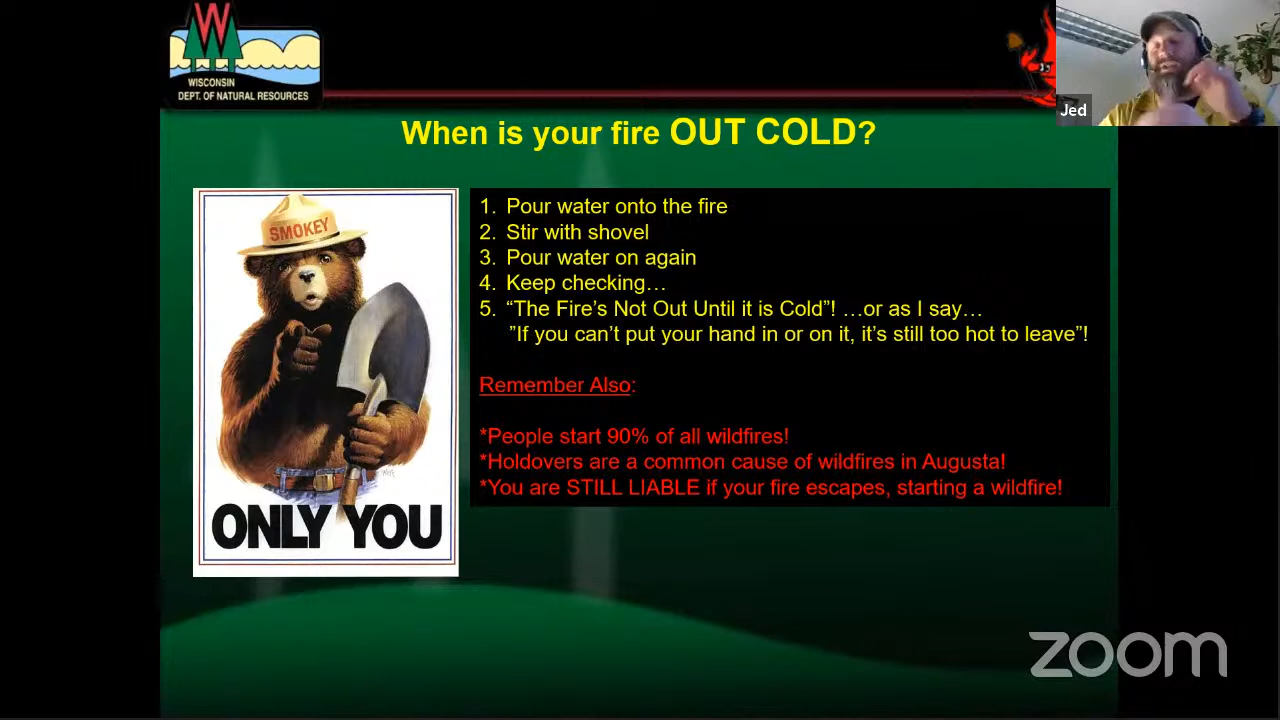 W
WISCONSIN
DEPT. OF NATURAL RESOURCES
Jed
When is your fire OUT COLD?
SMOKEY
ONLY YOU
1. Pour water onto the fire
2. Stir with shovel
3. Pour water on again
4. Keep checking…
5. “The Fire’s Not Out Until it is Cold”! …or as I say…
”If you can’t put your hand in or on it, it’s still too hot to leave”!
Remember Also:
*People start 90% of all wildfires!
*Holdovers are a common cause of wildfires in Augusta!
*You are STILL LIABLE if your fire escapes, starting a wildfire!
zoom